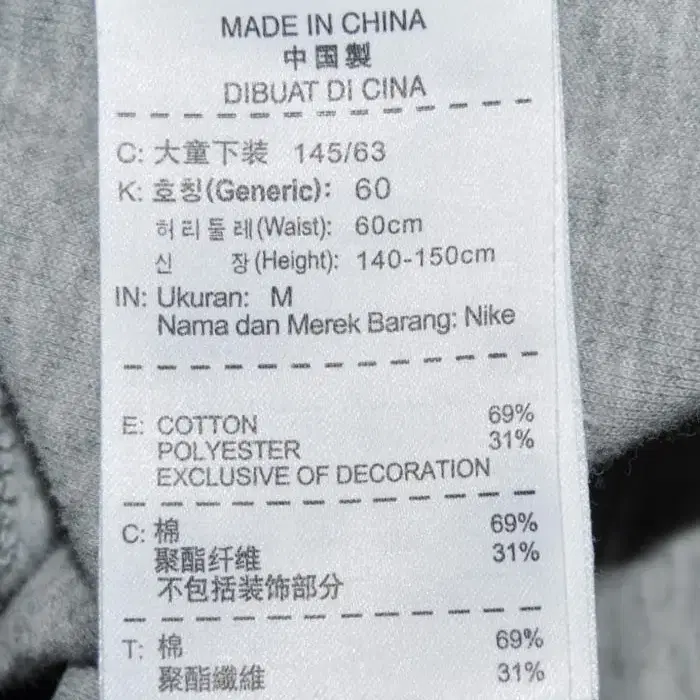 MADE IN CHINA
中国製
DIBUAT DI CINA
C: 大童下装 145/63
K: 호칭(Generic): 60
허리둘레(Waist): 60cm
신 장(Height): 140-150cm
IN: Ukuran: M
Nama dan Merek Barang: Nike
E: COTTON 69%
POLYESTER 31%
EXCLUSIVE OF DECORATION
C: 棉 69%
聚酯纤维 31%
不包括装饰部分
T: 棉 69%
聚酯纖維 31%